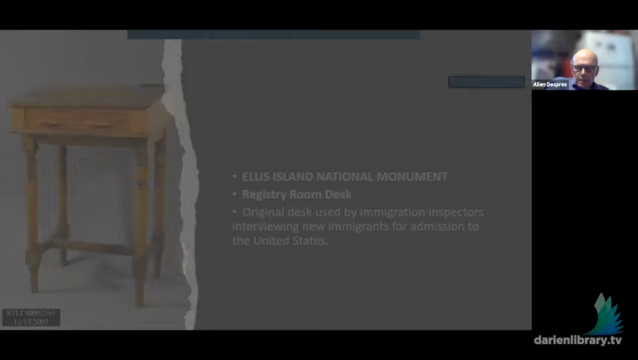 Allen Despres
• ELLIS ISLAND NATIONAL MONUMENT
• Registry Room Desk
• Original desk used by immigration inspectors
interviewing new immigrants for admission to
the United States.
darienlibrary.tv